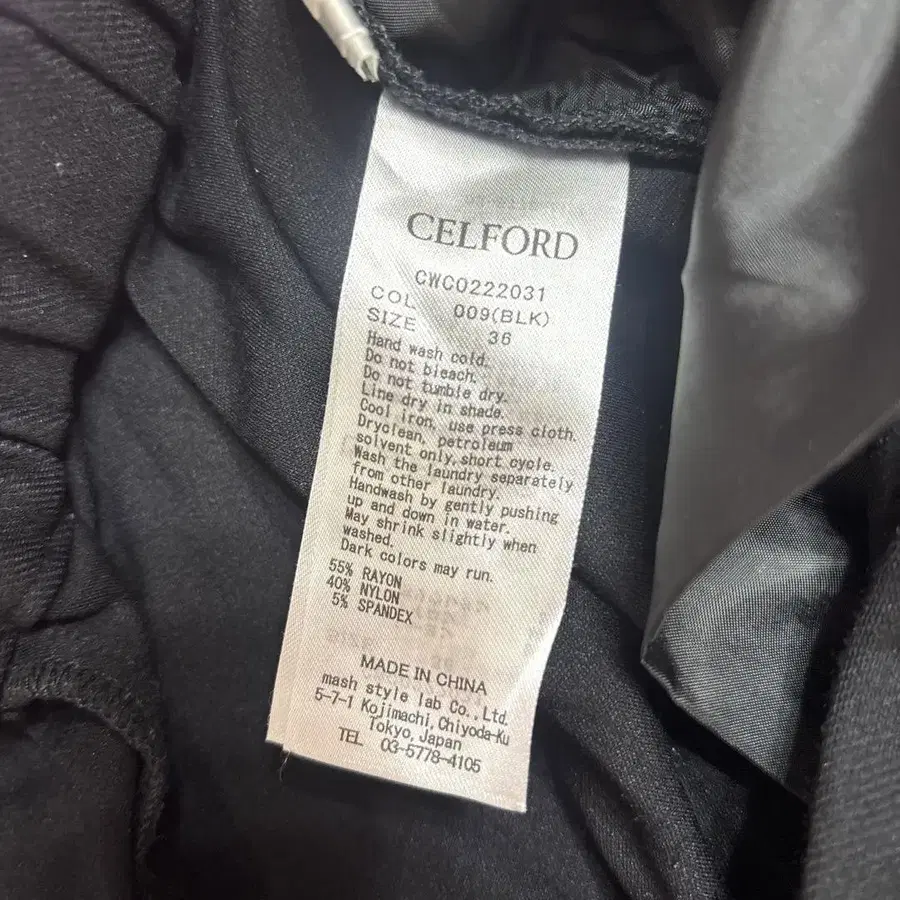 CELFORD
CWCO222031
COL 009(BLK)
SIZE 36
Hand wash cold.
Do not bleach.
Do not tumble dry.
Line dry in shade.
Cool iron, use press cloth.
Dryclean, petroleum
solvent only,short cycle.
Wash the laundry separately
from other laundry.
Handwash by gently pushing
up and down in water.
May shrink slightly when
washed.
Dark colors may run.
55% RAYON
40% NYLON
5% SPANDEX
MADE IN CHINA
mash style lab Co.,Ltd.
5-7-1 Kojimachi,Chiyoda-Ku
Tokyo,Japan
TEL 03-5778-4105